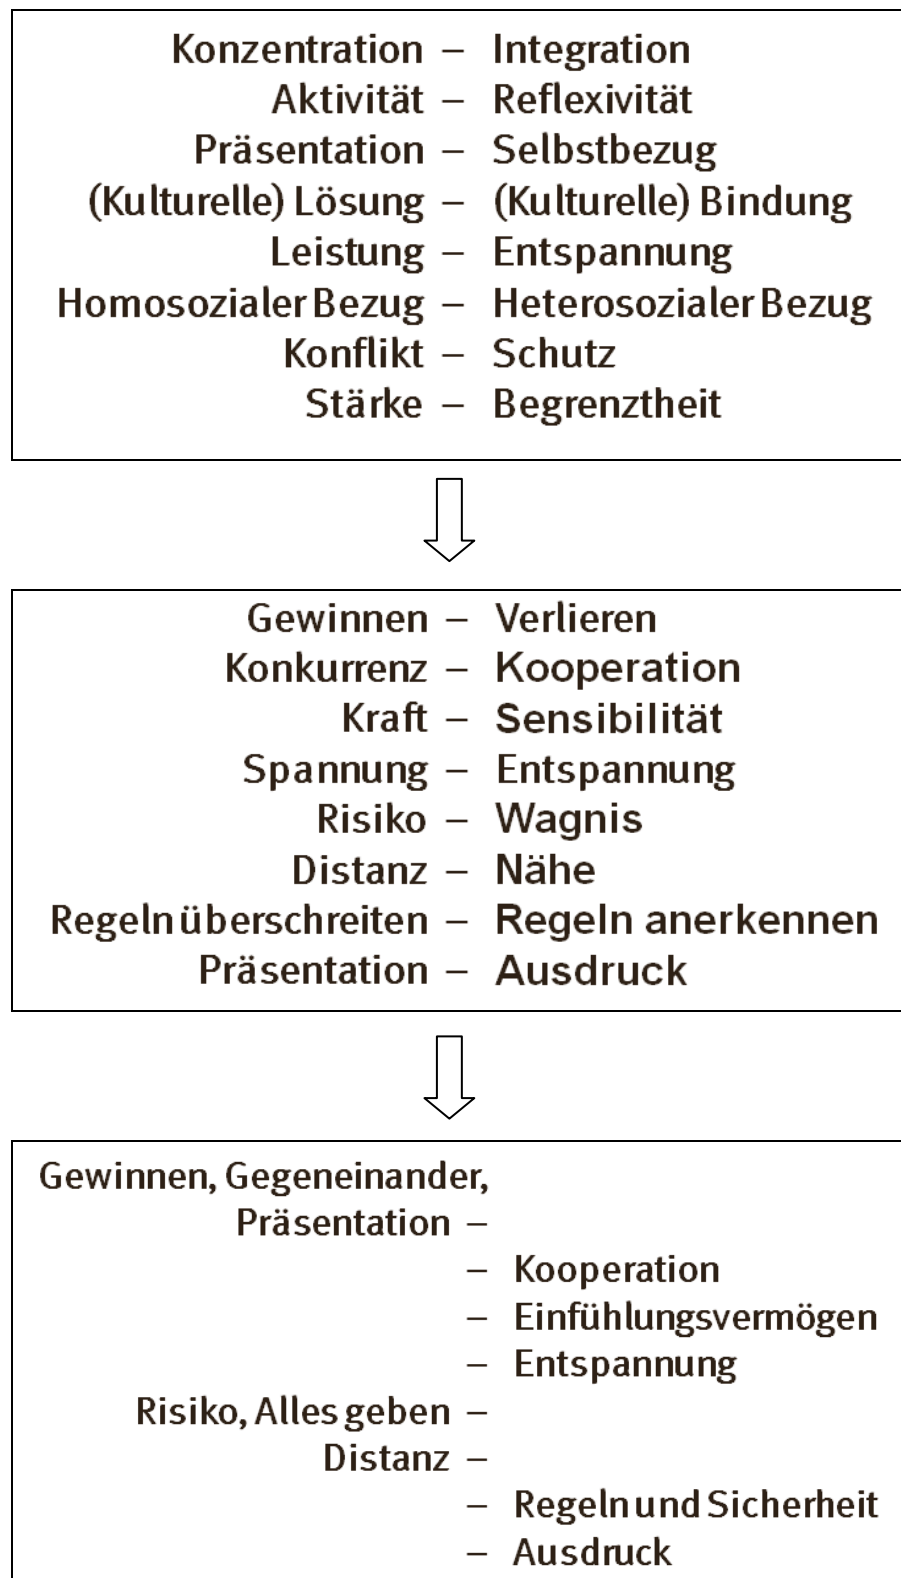 Konzentration – Integration
Aktivität – Reflexivität
Präsentation – Selbstbezug
(Kulturelle) Lösung – (Kulturelle) Bindung
Leistung – Entspannung
Homosozialer Bezug – Heterosozialer Bezug
Konflikt – Schutz
Stärke – Begrenztheit
Gewinnen – Verlieren
Konkurrenz – Kooperation
Kraft – Sensibilität
Spannung – Entspannung
Risiko – Wagnis
Distanz – Nähe
Regeln überschreiten – Regeln anerkennen
Präsentation – Ausdruck
Gewinnen, Gegeneinander,
Präsentation –
– Kooperation
– Einfühlungsvermögen
– Entspannung
Risiko, Alles geben –
Distanz –
– Regeln und Sicherheit
– Ausdruck